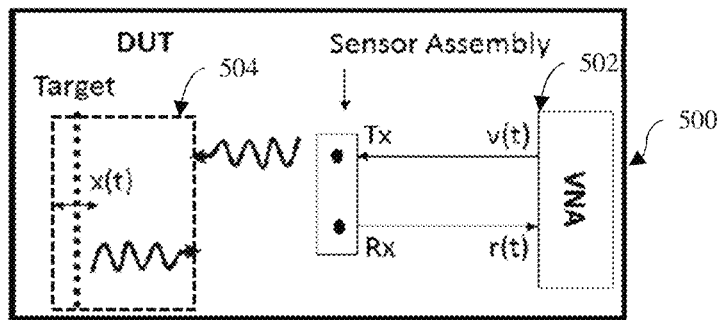 DUT
Sensor Assembly
504
502
Target
500
Tx
v(t)
x(t)
VNA
Rx
r(t)